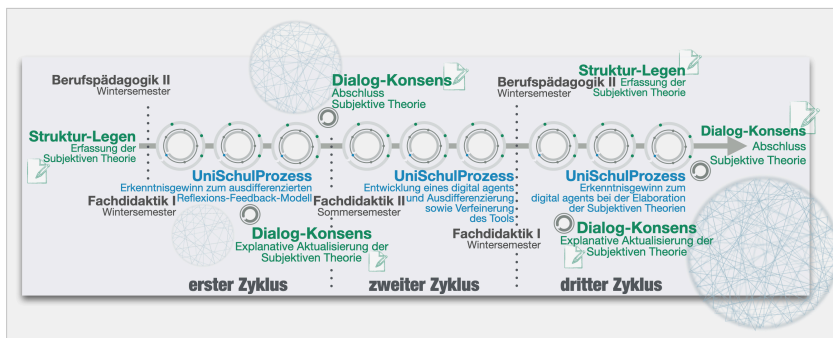 Berufspädagogik II
Wintersemester
Struktur-Legen
Erfassung der
Subjektiven Theorie
Fachdidaktik I
Wintersemester
UniSchulProzess
Erkenntnisgewinn zum ausdifferenzierten
Reflexions-Feedback-Modell
Dialog-Konsens
Explanative Aktualisierung der
Subjektiven Theorie
erster Zyklus
Dialog-Konsens
Abschluss
Subjektive Theorie
Fachdidaktik II
Sommersemester
UniSchulProzess
Entwicklung eines digital agents
und Ausdifferenzierung
sowie Verfeinerung
des Tools
Fachdidaktik I
Wintersemester
zweiter Zyklus
Berufspädagogik II
Wintersemester
Struktur-Legen
Erfassung der
Subjektiven Theorie
UniSchulProzess
Erkenntnisgewinn zum
digital agents bei der Elaboration
der Subjektiven Theorien
Dialog-Konsens
Explanative Aktualisierung der
Subjektiven Theorie
dritter Zyklus
Dialog-Konsens
Abschluss
Subjektive Theorie